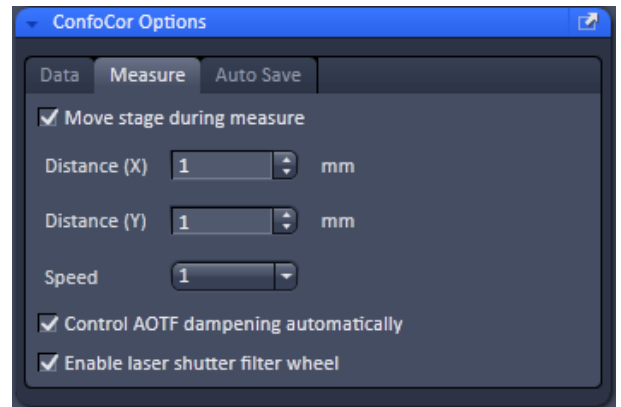 ConfoCor Options
Data Measure Auto Save
Move stage during measure
Distance (X) 1 mm
Distance (Y) 1 mm
Speed 1
Control AOTF dampening automatically
Enable laser shutter filter wheel